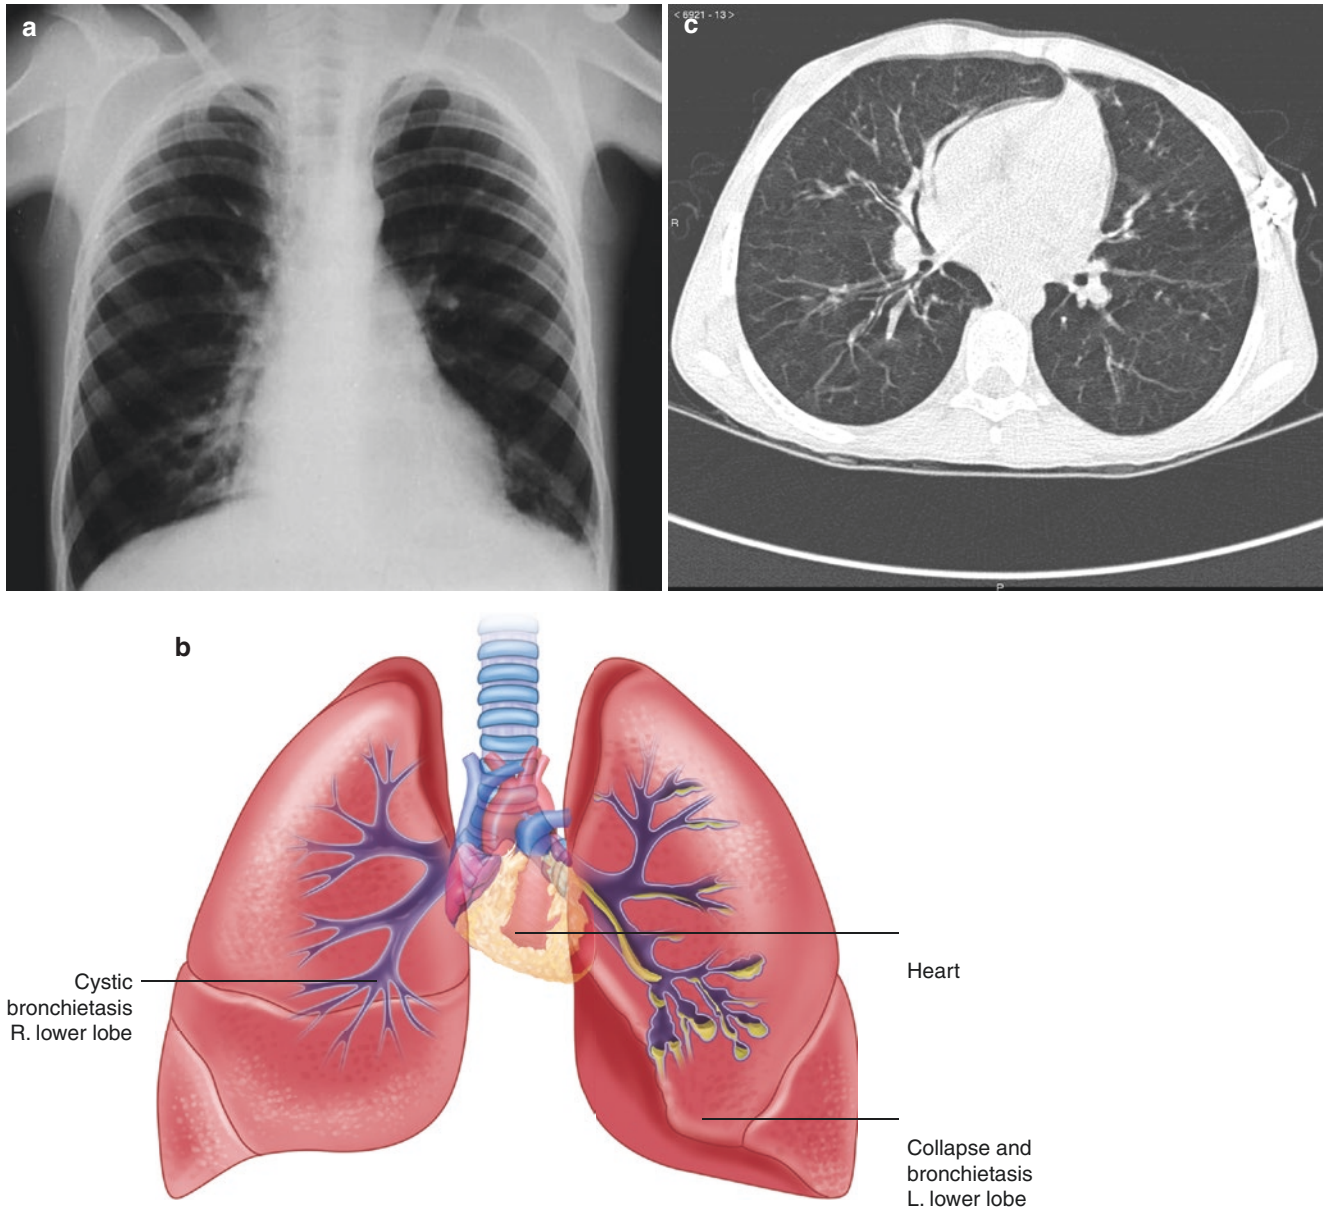 a
< 6921 - 13 >
c
R
P
b
Cystic
bronchietasis
R. lower lobe
Heart
Collapse and
bronchietasis
L. lower lobe